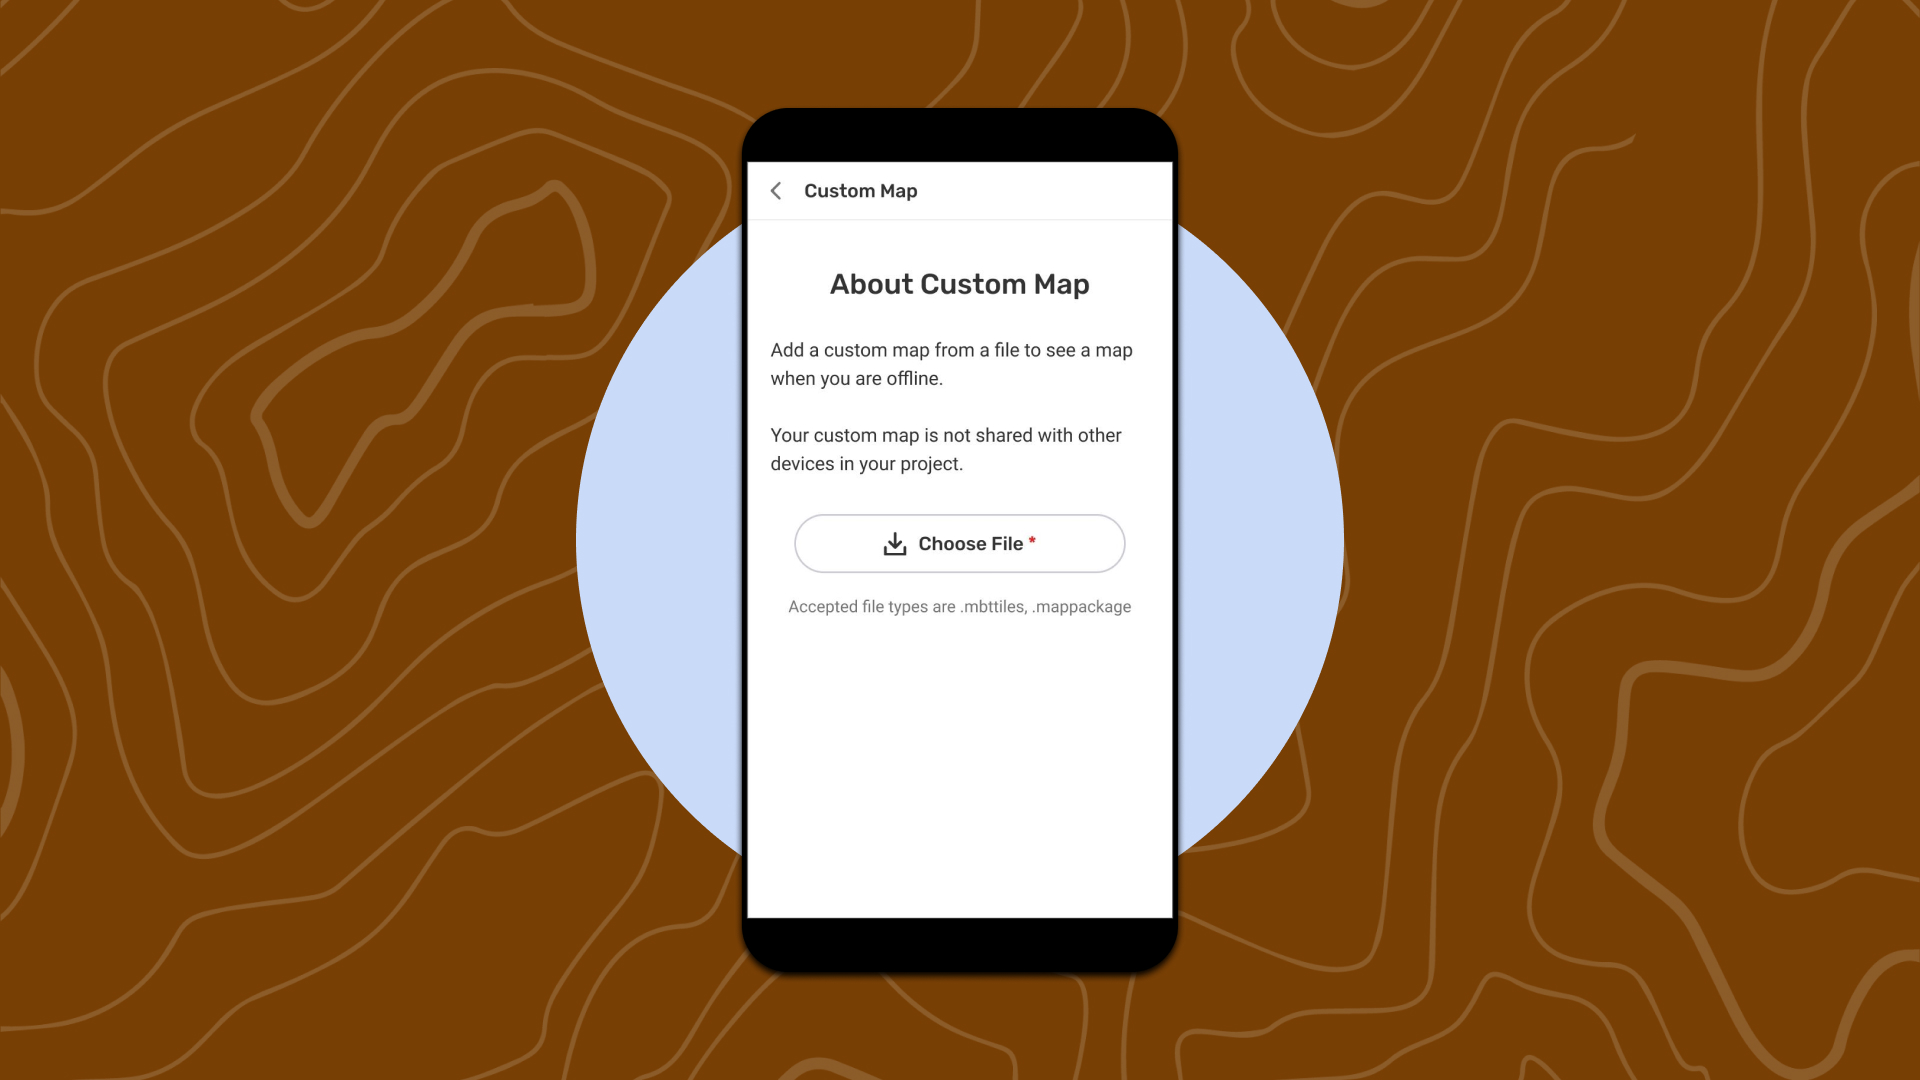 Custom Map
About Custom Map
Add a custom map from a file to see a map
when you are offline.
Your custom map is not shared with other
devices in your project.
Choose File *
Accepted file types are .mbttiles, .mappackage